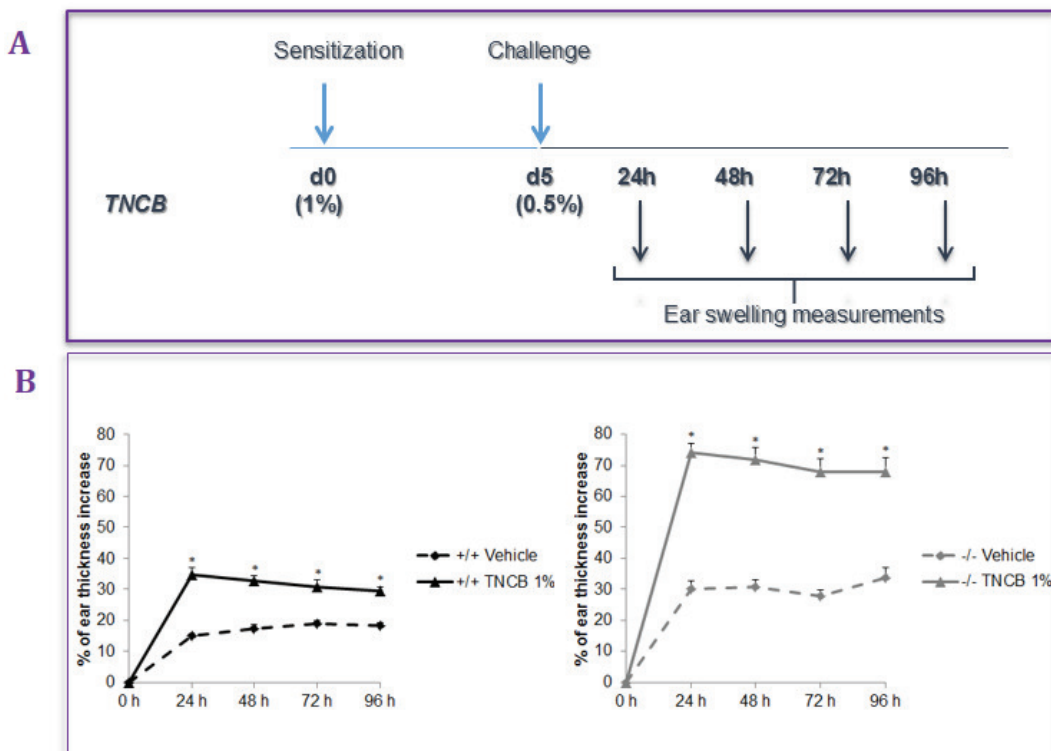 A
Sensitization Challenge
d0 d5 24h 48h 72h 96h
TNCB (1%) (0.5%)
Ear swelling measurements
B
% of ear thickness increase
80
70
60
50
40
30
20
10
0
* * * *
0 h 24 h 48 h 72 h 96 h
+/+ Vehicle
+/+ TNCB 1%
% of ear thickness increase
80
70
60
50
40
30
20
10
0
* * * *
0 h 24 h 48 h 72 h 96 h
-/- Vehicle
-/- TNCB 1%